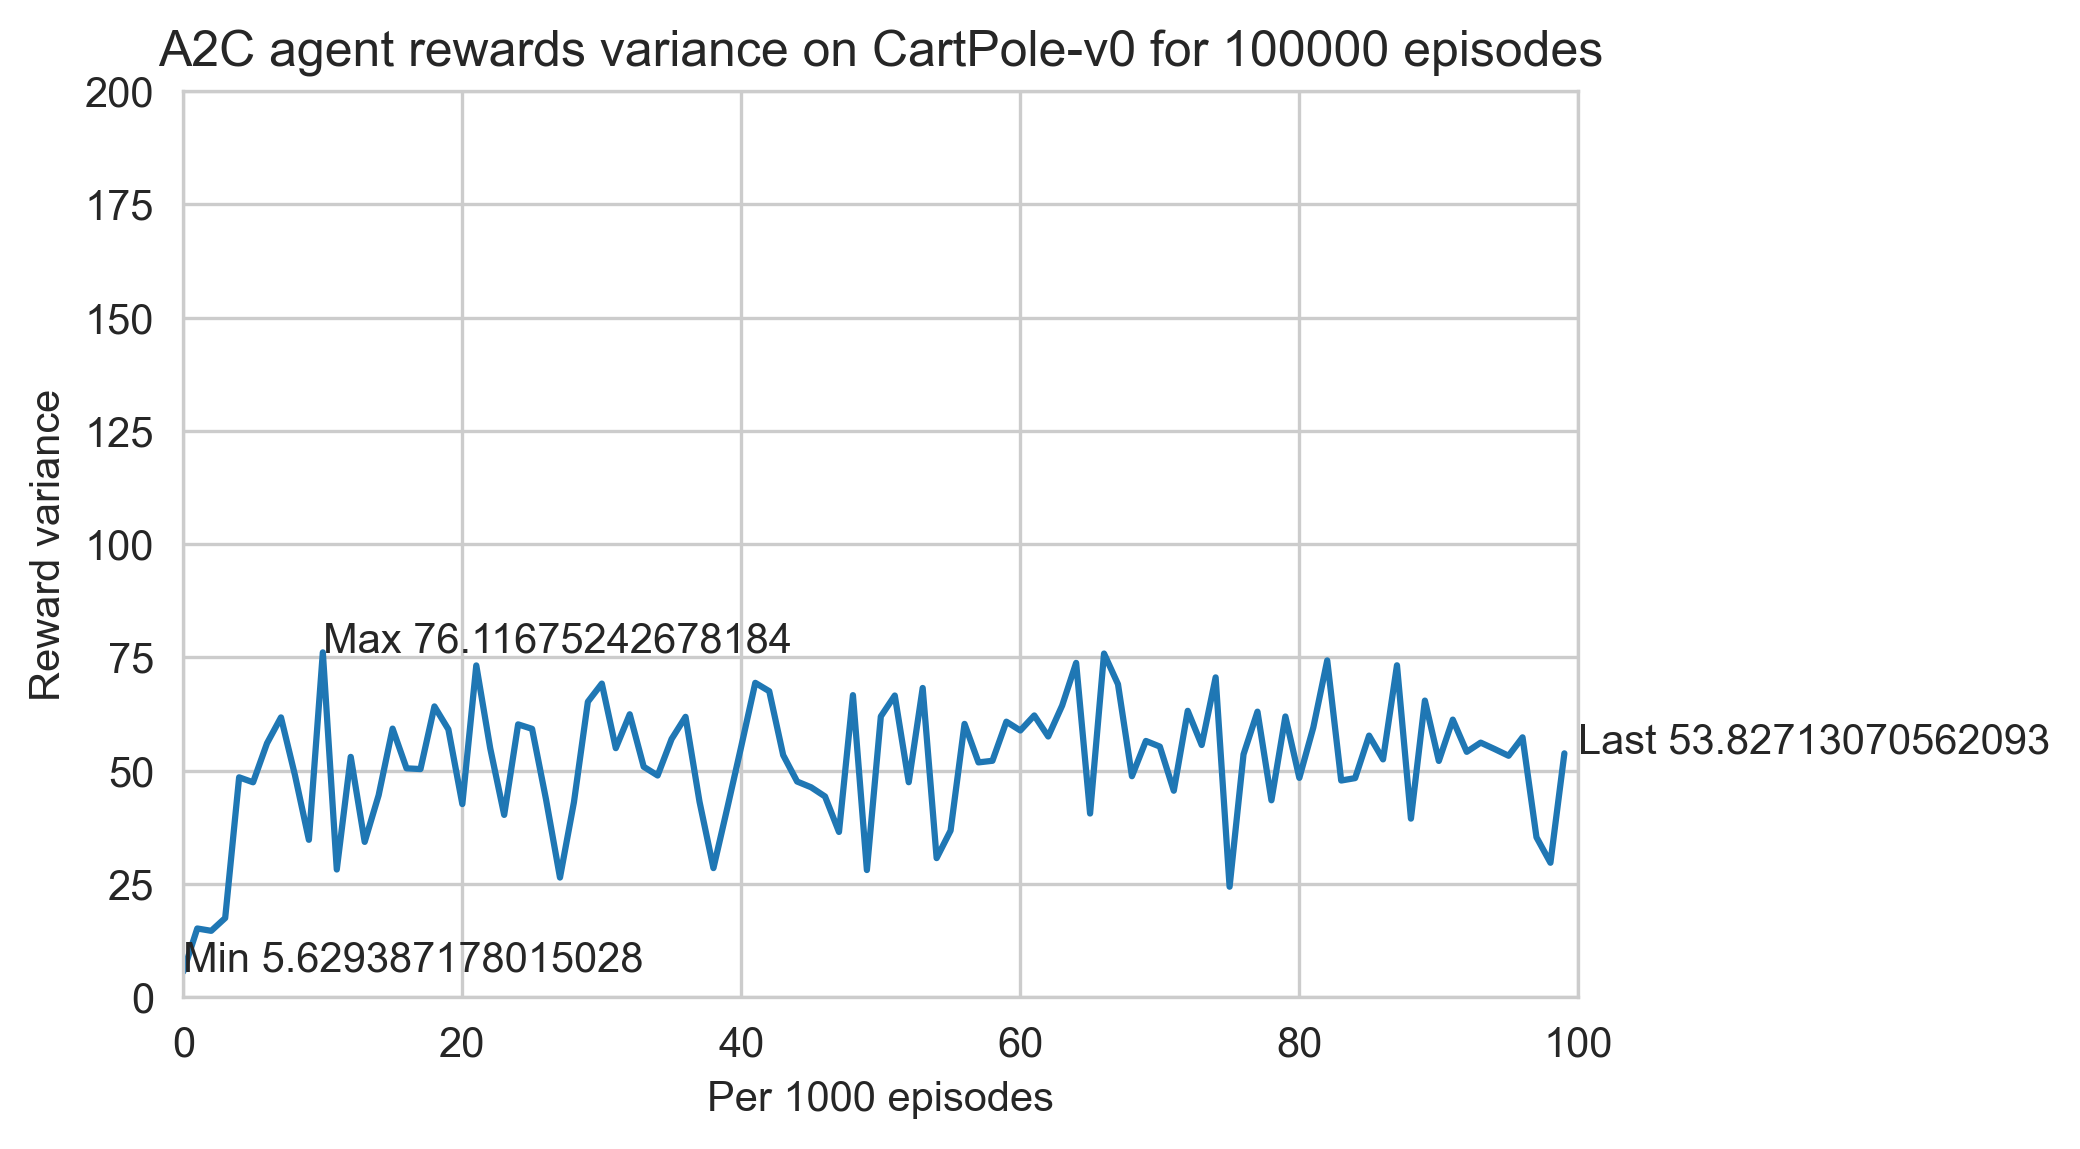 A2C agent rewards variance on CartPole-v0 for 100000 episodes
200
175
150
125
100
75
50
25
0
Reward variance
Max 76.11675242678184
Last 53.82713070562093
Min 5.629387178015028
0 20 40 60 80 100
Per 1000 episodes